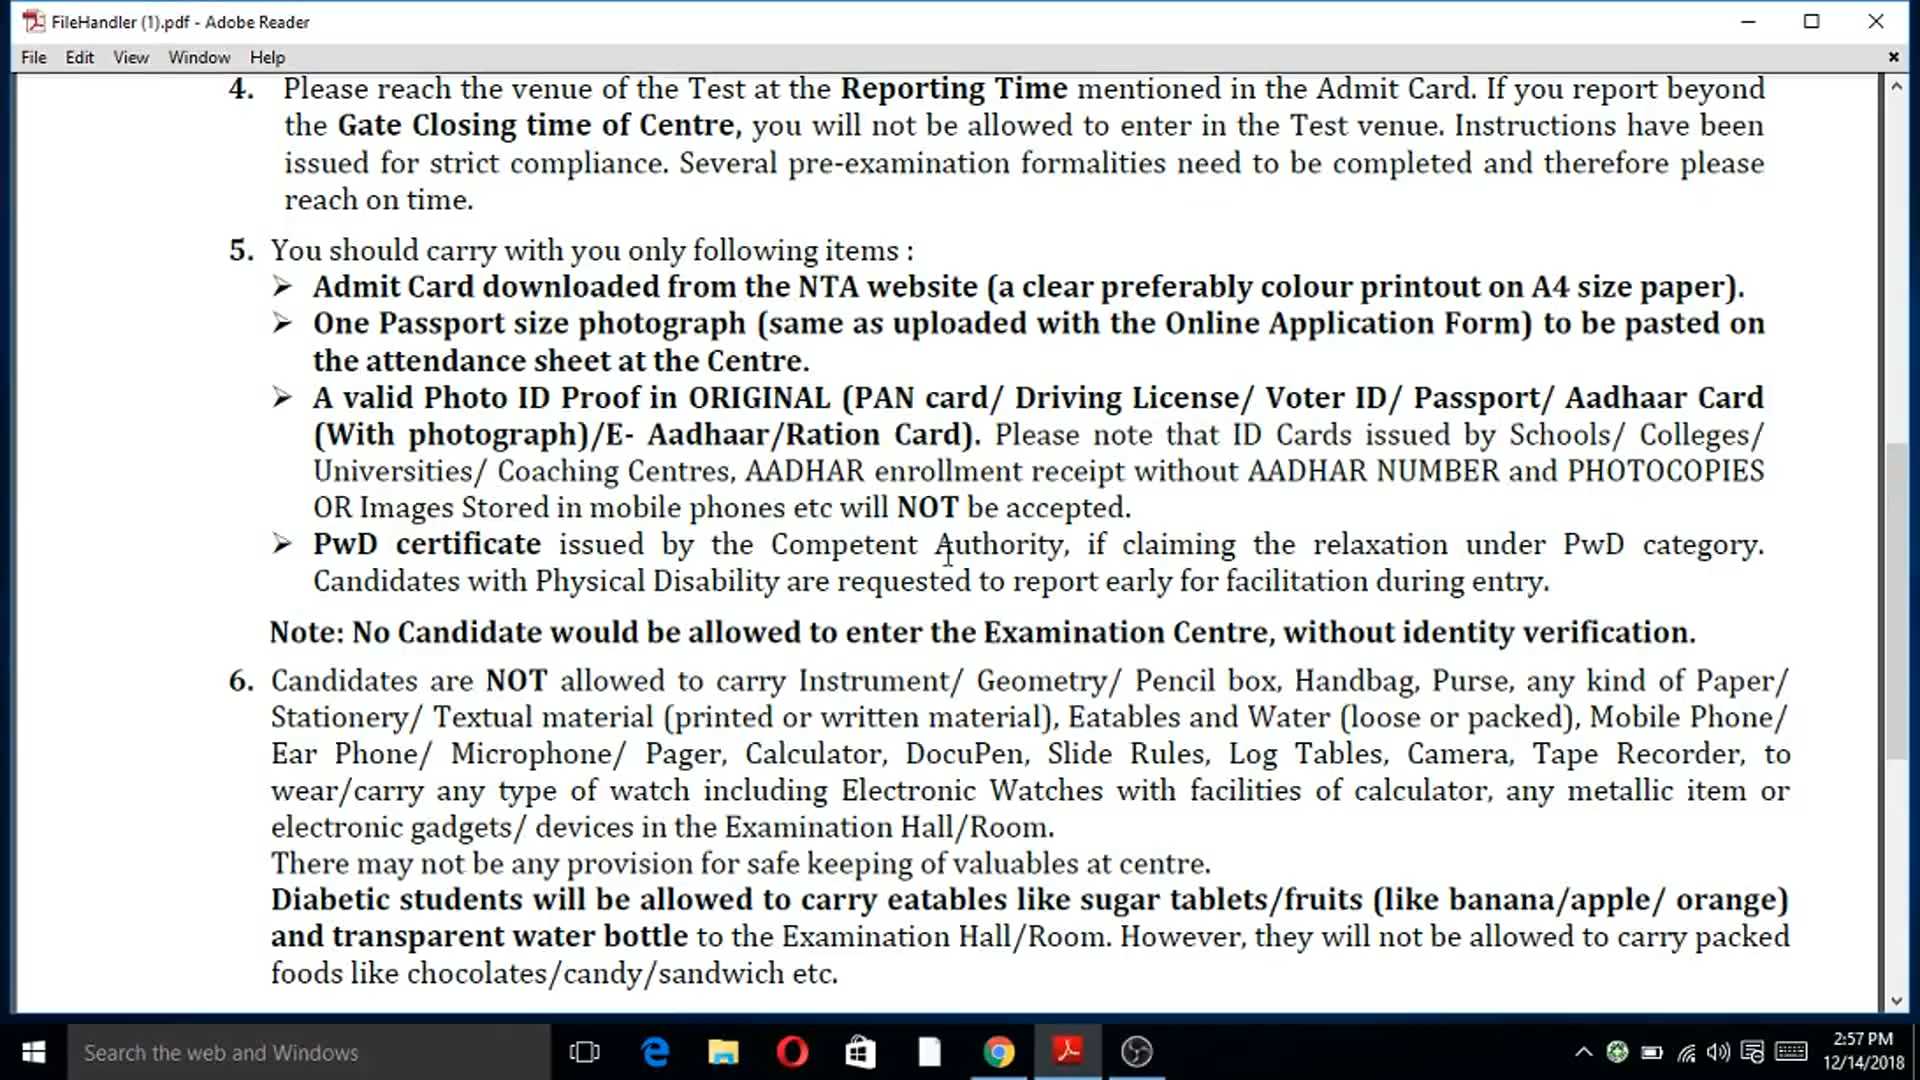 FileHandler (1).pdf - Adobe Reader
File Edit View Window Help
4. Please reach the venue of the Test at the Reporting Time mentioned in the Admit Card. If you report beyond
the Gate Closing time of Centre, you will not be allowed to enter in the Test venue. Instructions have been
issued for strict compliance. Several pre-examination formalities need to be completed and therefore please
reach on time.
5. You should carry with you only following items :
➢ Admit Card downloaded from the NTA website (a clear preferably colour printout on A4 size paper).
➢ One Passport size photograph (same as uploaded with the Online Application Form) to be pasted on
the attendance sheet at the Centre.
➢ A valid Photo ID Proof in ORIGINAL (PAN card/ Driving License/ Voter ID/ Passport/ Aadhaar Card
(With photograph)/E- Aadhaar/Ration Card). Please note that ID Cards issued by Schools/ Colleges/
Universities/ Coaching Centres, AADHAR enrollment receipt without AADHAR NUMBER and PHOTOCOPIES
OR Images Stored in mobile phones etc will NOT be accepted.
➢ PwD certificate issued by the Competent Authority, if claiming the relaxation under PwD category.
Candidates with Physical Disability are requested to report early for facilitation during entry.
Note: No Candidate would be allowed to enter the Examination Centre, without identity verification.
6. Candidates are NOT allowed to carry Instrument/ Geometry/ Pencil box, Handbag, Purse, any kind of Paper/
Stationery/ Textual material (printed or written material), Eatables and Water (loose or packed), Mobile Phone/
Ear Phone/ Microphone/ Pager, Calculator, DocuPen, Slide Rules, Log Tables, Camera, Tape Recorder, to
wear/carry any type of watch including Electronic Watches with facilities of calculator, any metallic item or
electronic gadgets/ devices in the Examination Hall/Room.
There may not be any provision for safe keeping of valuables at centre.
Diabetic students will be allowed to carry eatables like sugar tablets/fruits (like banana/apple/ orange)
and transparent water bottle to the Examination Hall/Room. However, they will not be allowed to carry packed
foods like chocolates/candy/sandwich etc.
Search the web and Windows
2:57 PM
12/14/2018